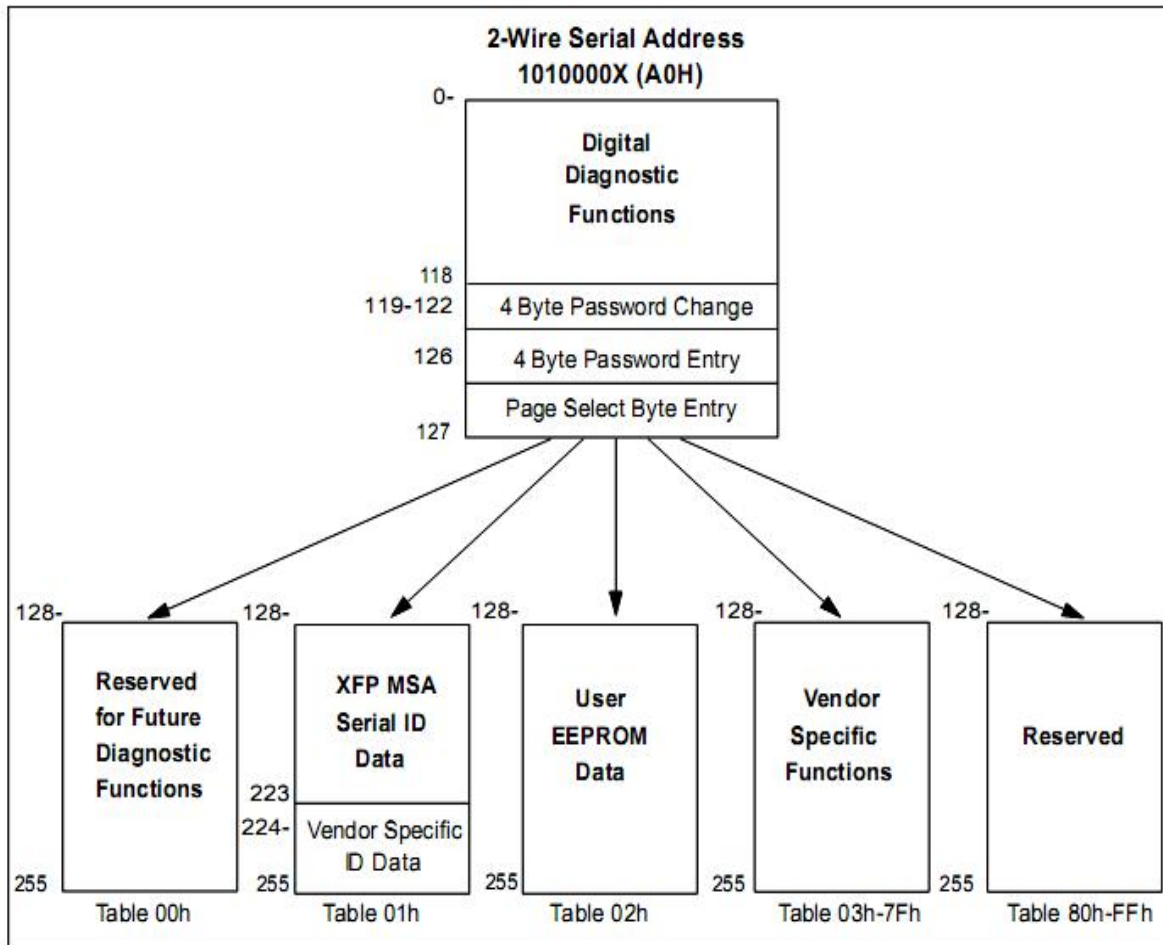 2-Wire Serial Address
1010000X (A0H)
0-
Digital
Diagnostic
Functions
118
119-122
4 Byte Password Change
126
4 Byte Password Entry
Page Select Byte Entry
127
128-
Reserved
for Future
Diagnostic
Functions
255
Table 00h
128-
XFP MSA
Serial ID
Data
223
224-
Vendor Specific
ID Data
255
Table 01h
128-
User
EEPROM
Data
255
Table 02h
128-
Vendor
Specific
Functions
255
Table 03h-7Fh
128-
Reserved
255
Table 80h-FFh